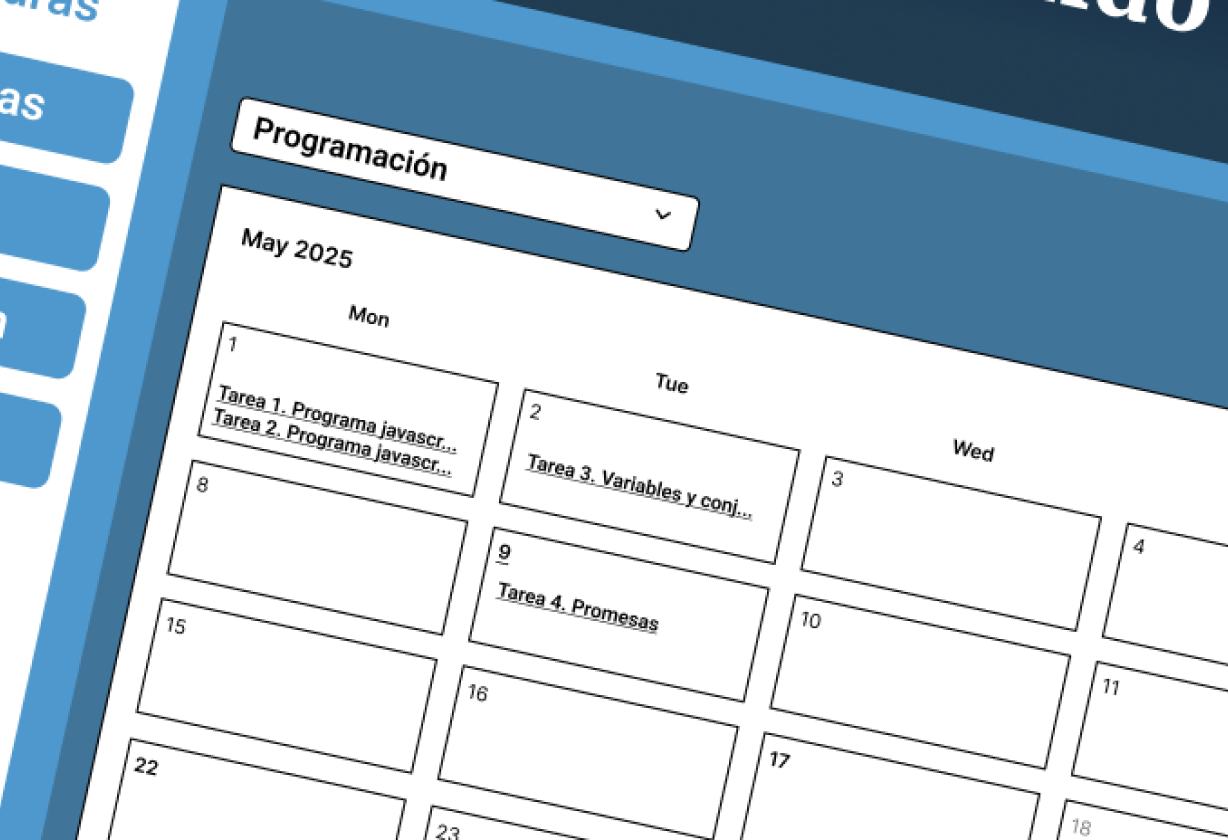 as
Programación
May 2025
Mon
Tue
Wed
1
Tarea 1. Programa javascr...
Tarea 2. Programa javascr...
2
Tarea 3. Variables y conj...
3
4
8
9
Tarea 4. Promesas
10
11
15
16
17
18
22
23